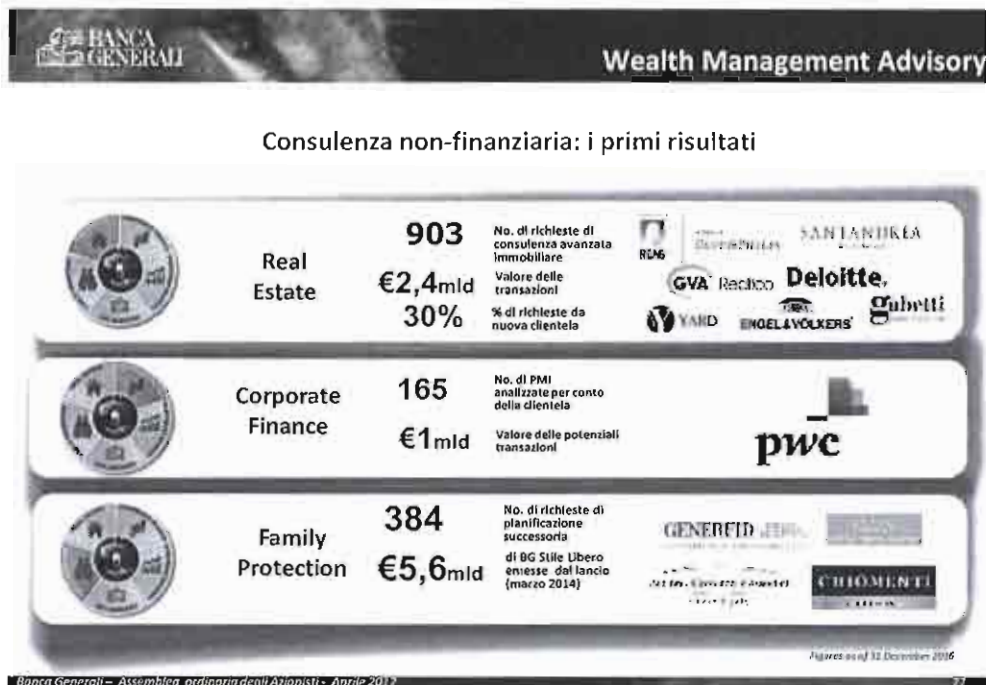 BANCA
GENERALI
Wealth Management Advisory
Consulenza non-finanziaria: i primi risultati
Real
Estate
903
No. di richieste di
consulenza avanzata
immobiliare
€2,4mld
Valore delle
transazioni
30%
% di richieste da
nuova clientela
REAG
SANTANDREA
GVA Redilco
Deloitte.
YARD
ENGEL & VÖLKERS
gabetti
Corporate
Finance
165
No. di PMI
analizzate per conto
della clientela
€1mld
Valore delle potenziali
transazioni
pwc
Family
Protection
384
No. di richieste di
planificazione
successoria
€5,6mld
di BG Stile Libero
emesse dal lancio
(marzo 2014)
GENERFID
CHIOMENTI
Figures as of 31 December 2016
Banca Generali – Assemblea ordinaria degli Azionisti - Aprile 2017